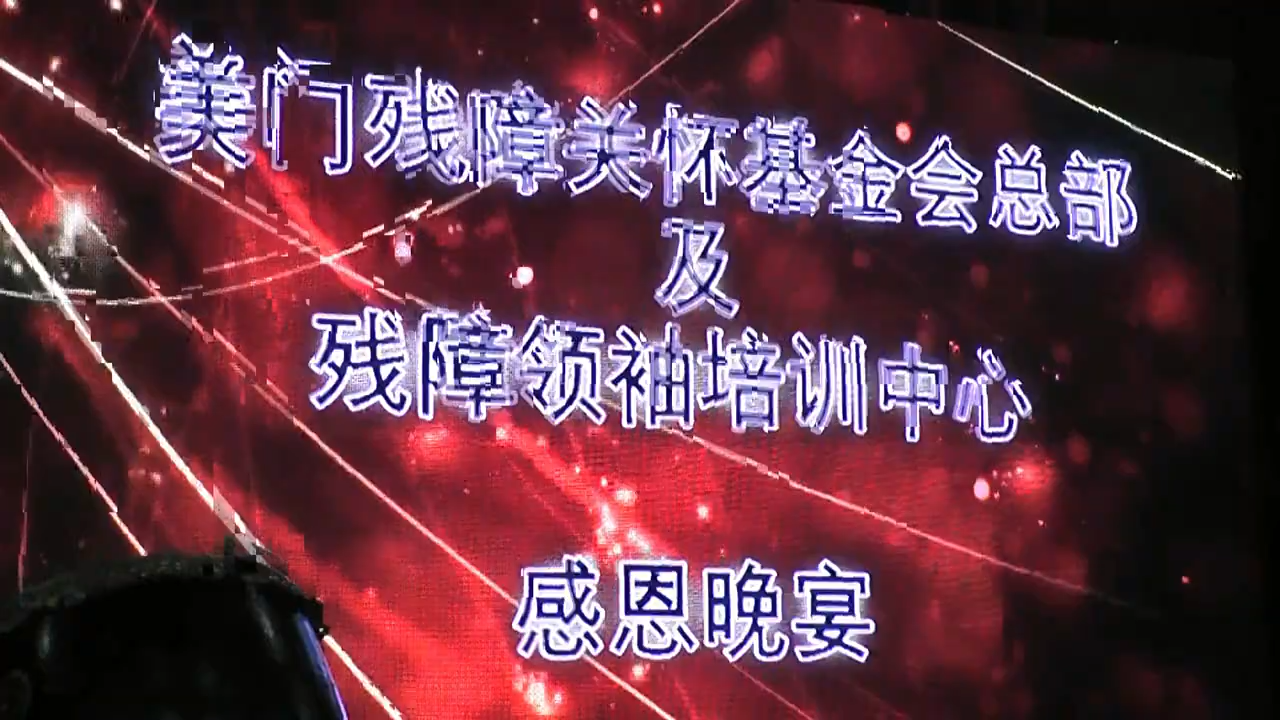 美门残障关怀基金会总部
及
残障领袖培训中心
感恩晚宴